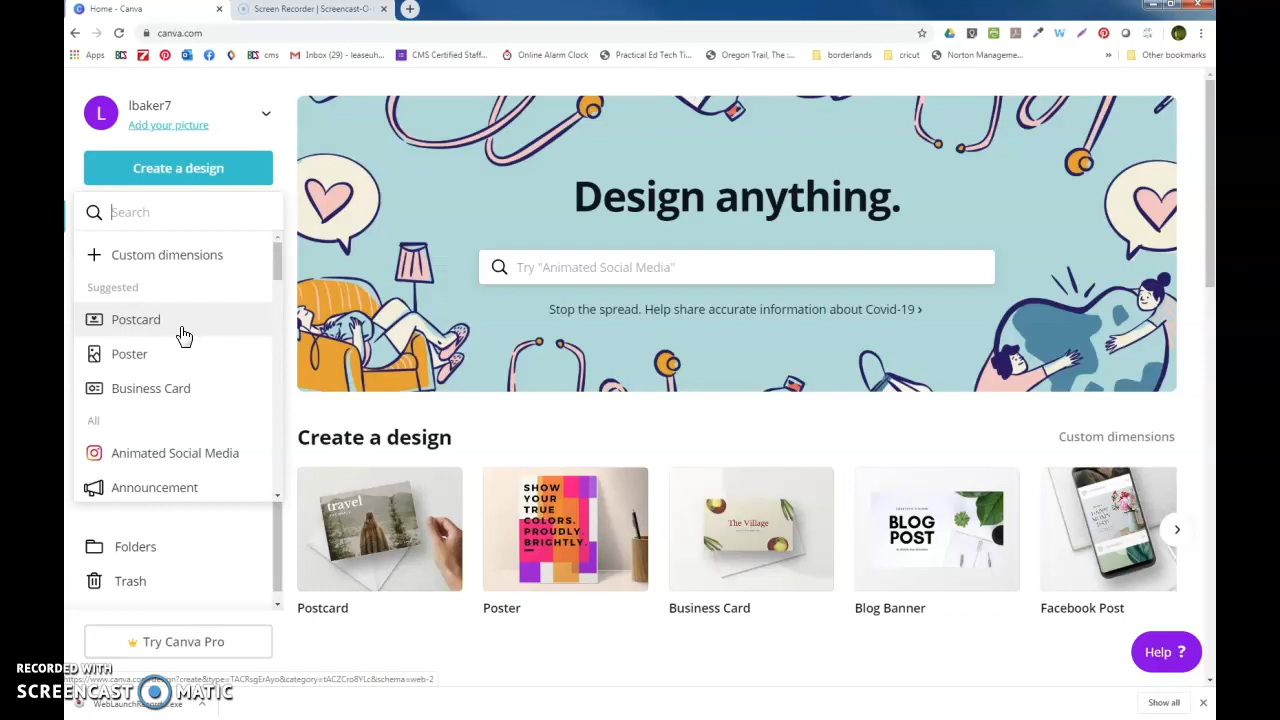 Home - Canva
Screen Recorder | Screencast-O-
canva.com
Apps
BCS
cms
Inbox (29) - leaseuh...
CMS Certified Staff...
Online Alarm Clock
Practical Ed Tech Ti...
Oregon Trail, The :...
borderlands
cricut
Norton Manageme...
Other bookmarks
L
lbaker7
Add your picture
Create a design
Search
Custom dimensions
Suggested
Postcard
Poster
Business Card
All
Animated Social Media
Announcement
Folders
Trash
Try Canva Pro
Design anything.
Try "Animated Social Media"
Stop the spread. Help share accurate information about Covid-19 ›
Create a design
Custom dimensions
travel
SHOW
YOUR
TRUE
COLORS.
PROUDLY.
BRIGHTLY.
The Village
BLOG
POST
Postcard
Poster
Business Card
Blog Banner
Facebook Post
Help ?
RECORDED WITH
SCREENCAST MATIC
Show all